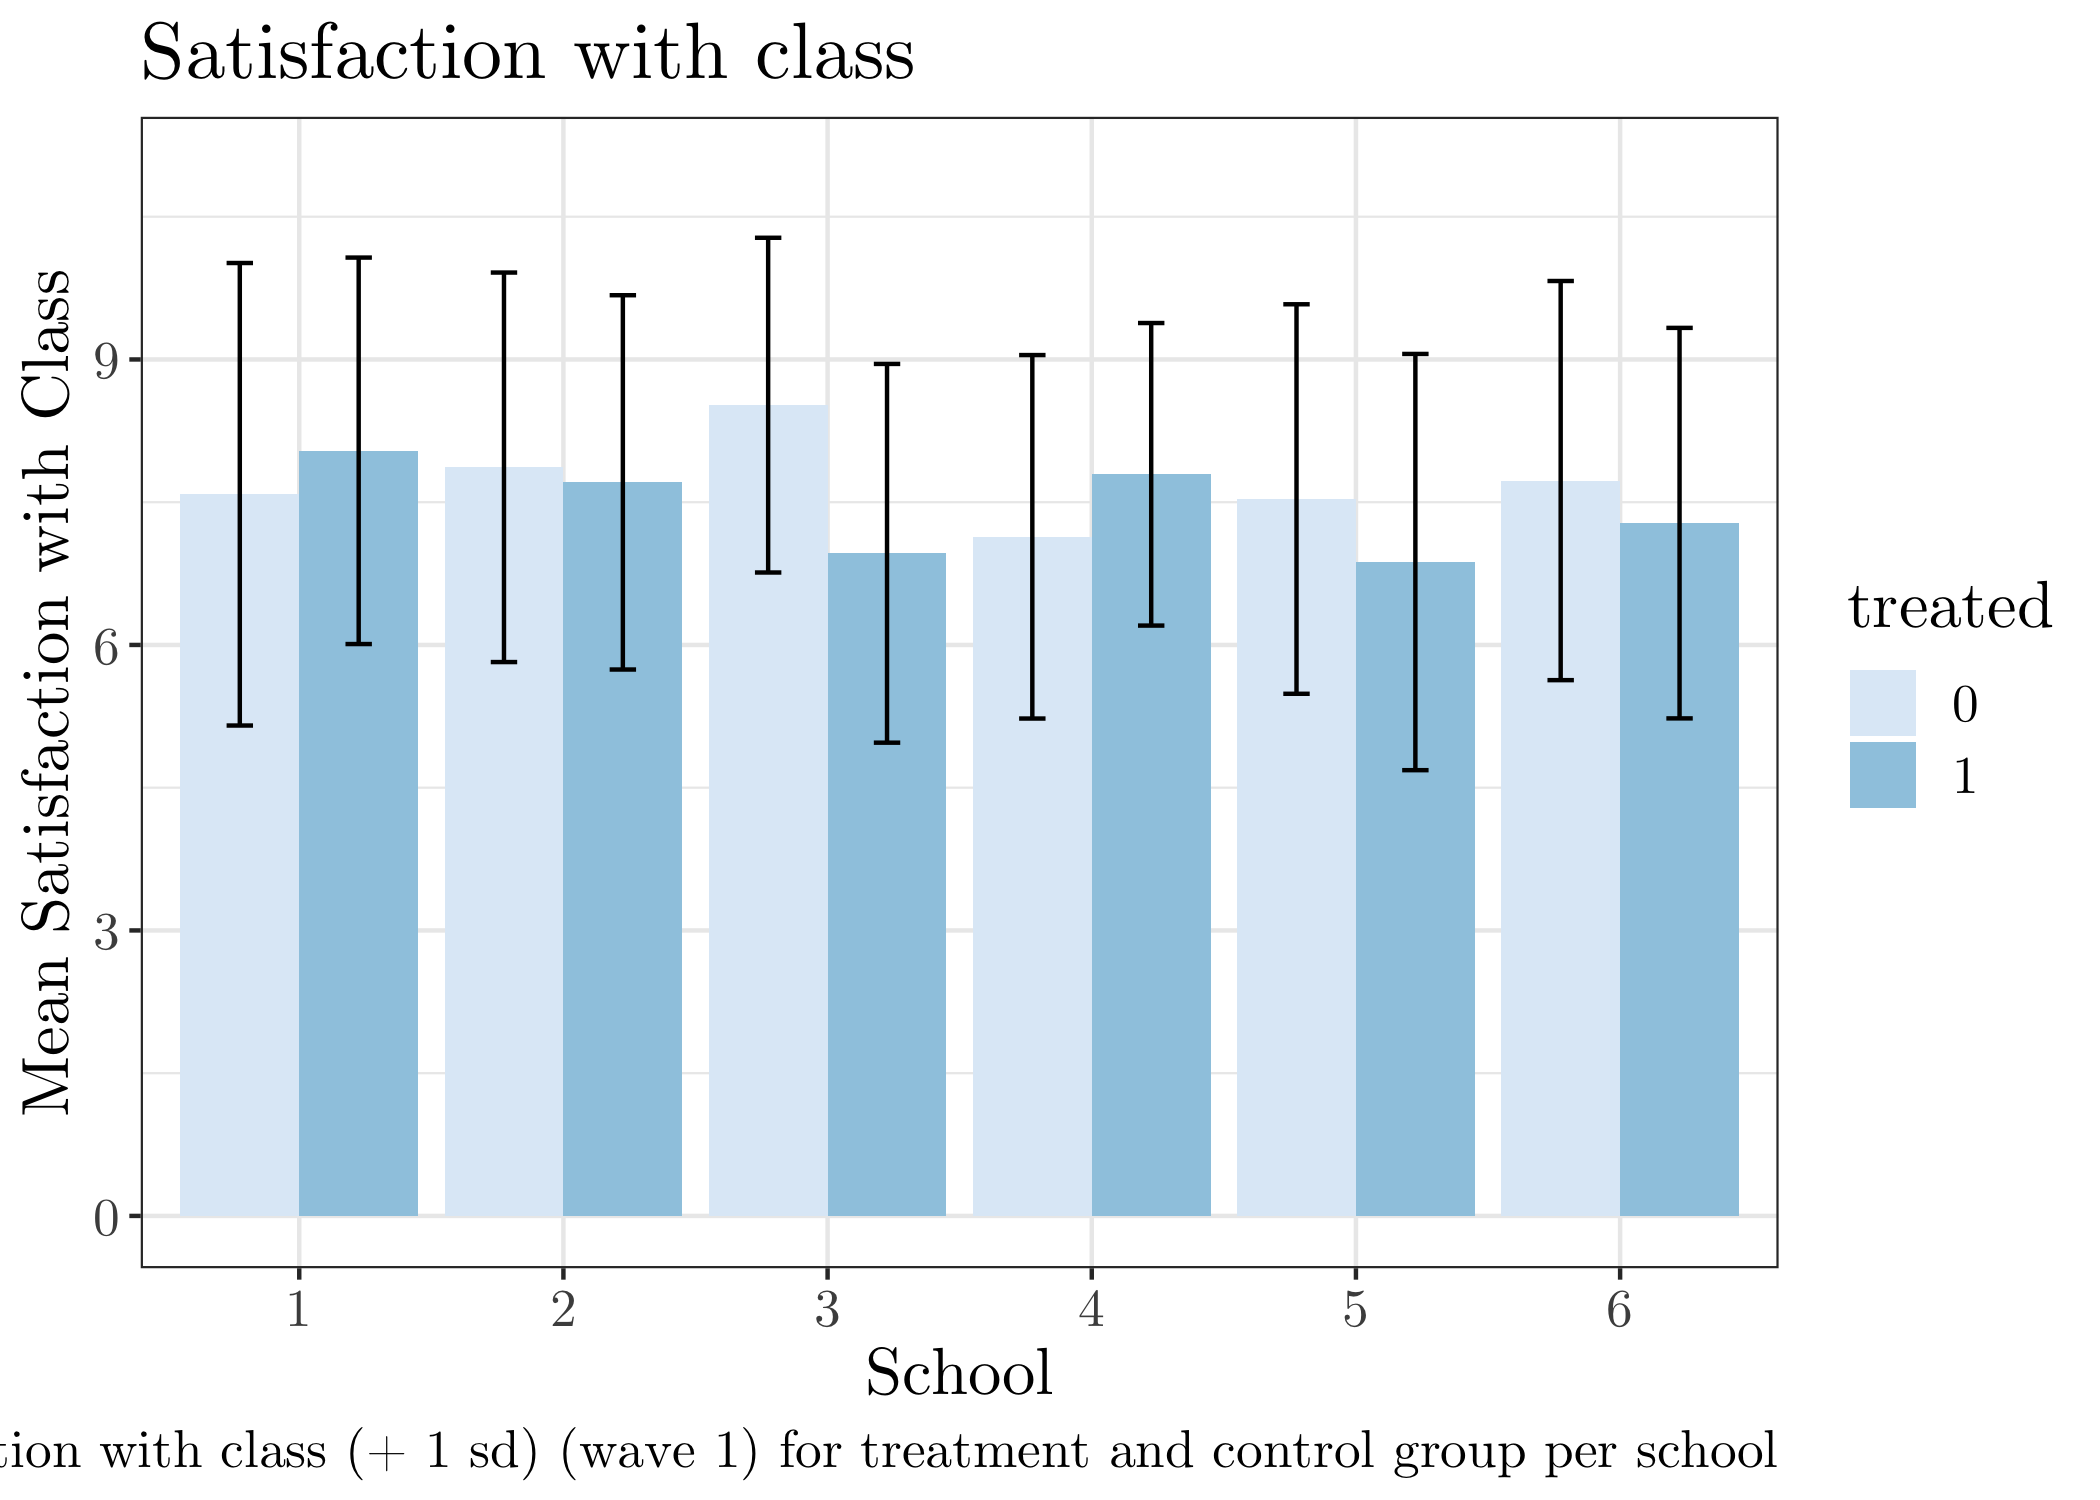 Satisfaction with class
Mean Satisfaction with Class
9
6
3
0
1 2 3 4 5 6
School
treated
0
1
with class (+ 1 sd) (wave 1) for treatment and control group per school